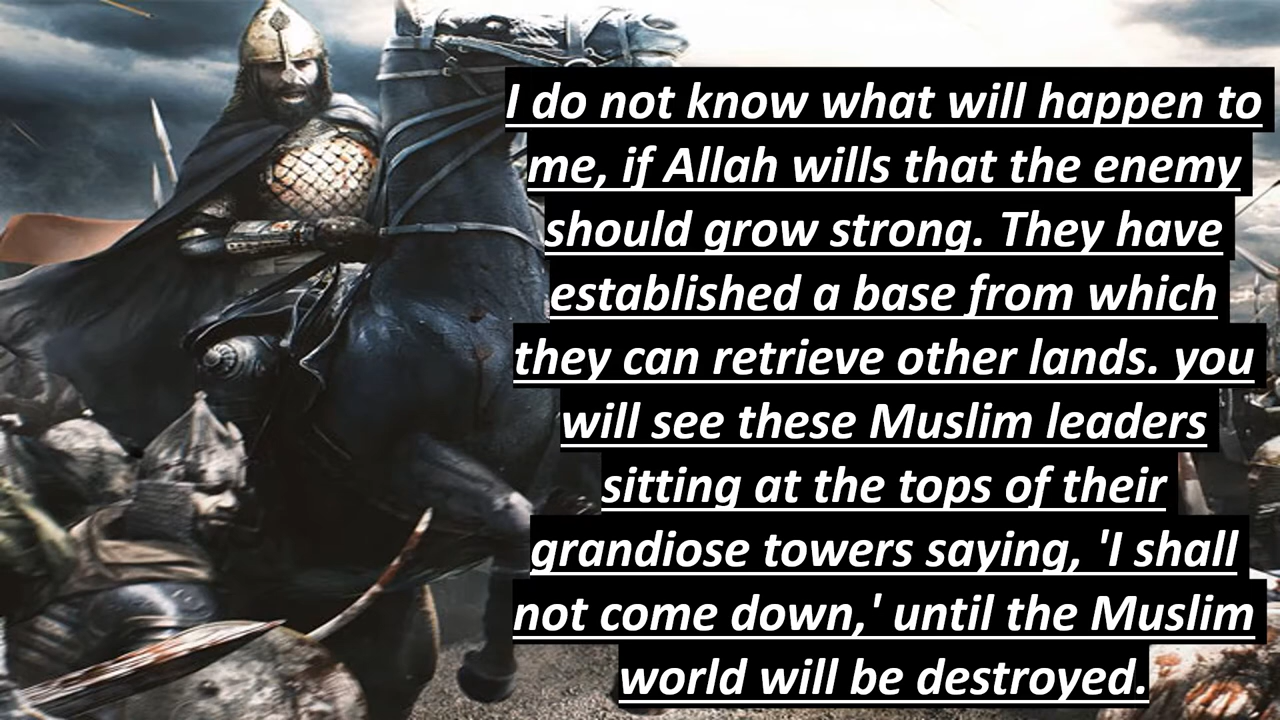 I do not know what will happen to
me, if Allah wills that the enemy
should grow strong. They have
established a base from which
they can retrieve other lands. you
will see these Muslim leaders
sitting at the tops of their
grandiose towers saying, 'I shall
not come down,' until the Muslim
world will be destroyed.